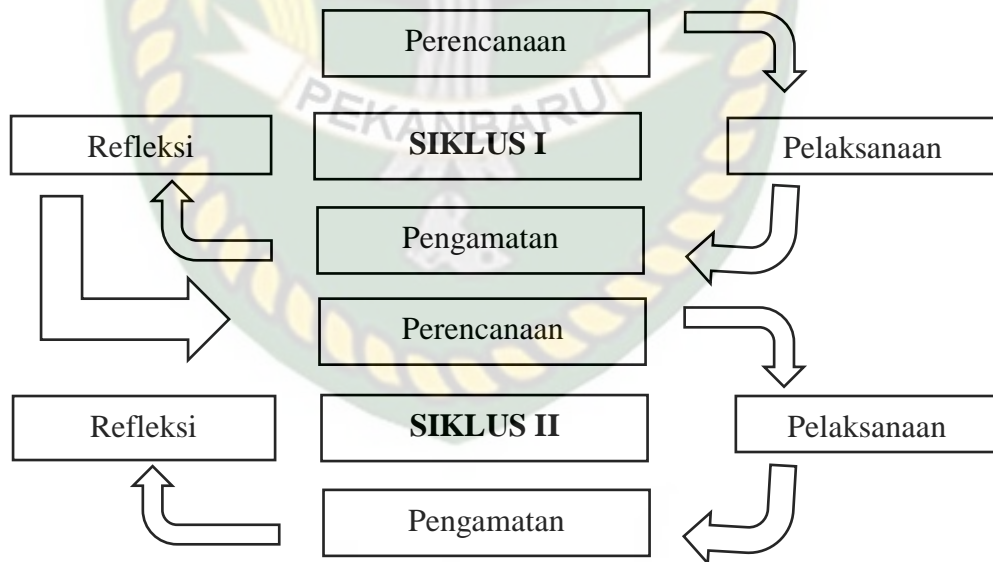 Perencanaan
PEKANBARU
Refleksi
SIKLUS I
Pelaksanaan
Pengamatan
Perencanaan
Refleksi
SIKLUS II
Pelaksanaan
Pengamatan